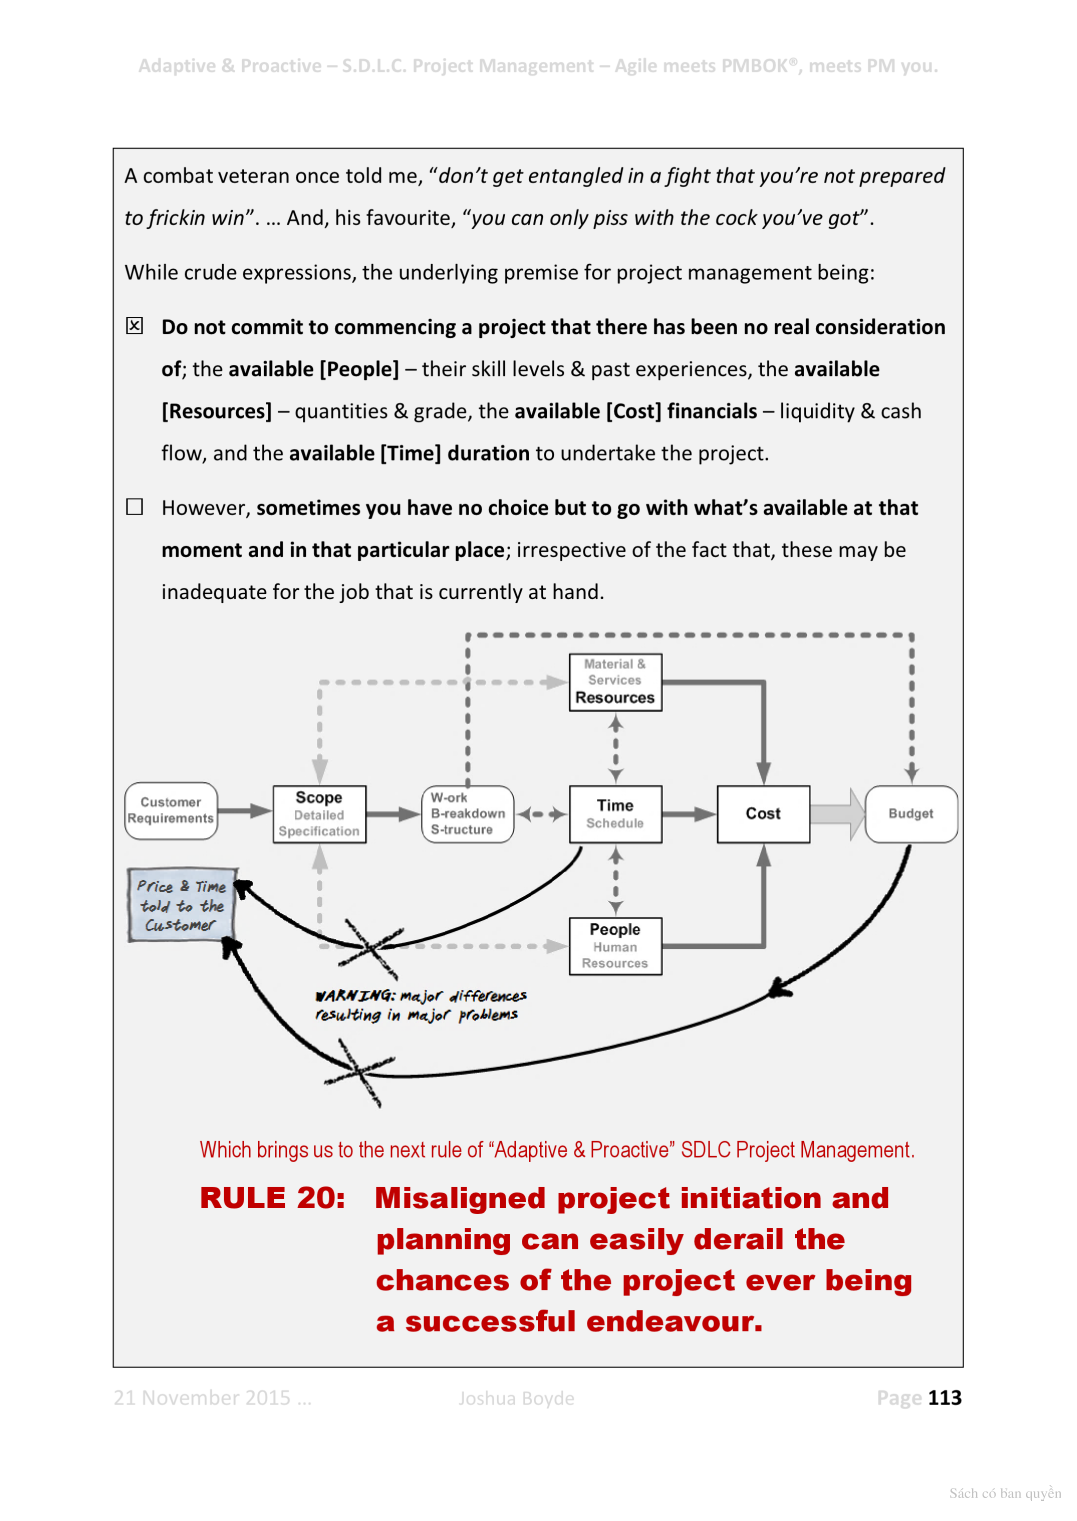 Adaptive & Proactive – S.D.L.C. Project Management – Agile meets PMBOK®, meets PM you.
A combat veteran once told me, “don’t get entangled in a fight that you’re not prepared
to frickin win”. … And, his favourite, “you can only piss with the cock you’ve got”.
While crude expressions, the underlying premise for project management being:
☒ Do not commit to commencing a project that there has been no real consideration
of; the available [People] – their skill levels & past experiences, the available
[Resources] – quantities & grade, the available [Cost] financials – liquidity & cash
flow, and the available [Time] duration to undertake the project.
☐ However, sometimes you have no choice but to go with what’s available at that
moment and in that particular place; irrespective of the fact that, these may be
inadequate for the job that is currently at hand.
Material &
Services
Resources
Customer
Requirements
Scope
Detailed
Specification
W-ork
B-reakdown
S-tructure
Time
Schedule
Cost
Budget
Price & Time
told to the
Customer
People
Human
Resources
WARNING: major differences
resulting in major problems
Which brings us to the next rule of “Adaptive & Proactive” SDLC Project Management.
RULE 20: Misaligned project initiation and
planning can easily derail the
chances of the project ever being
a successful endeavour.
21 November 2015 … Joshua Boyde Page 113
Sách có bản quyền